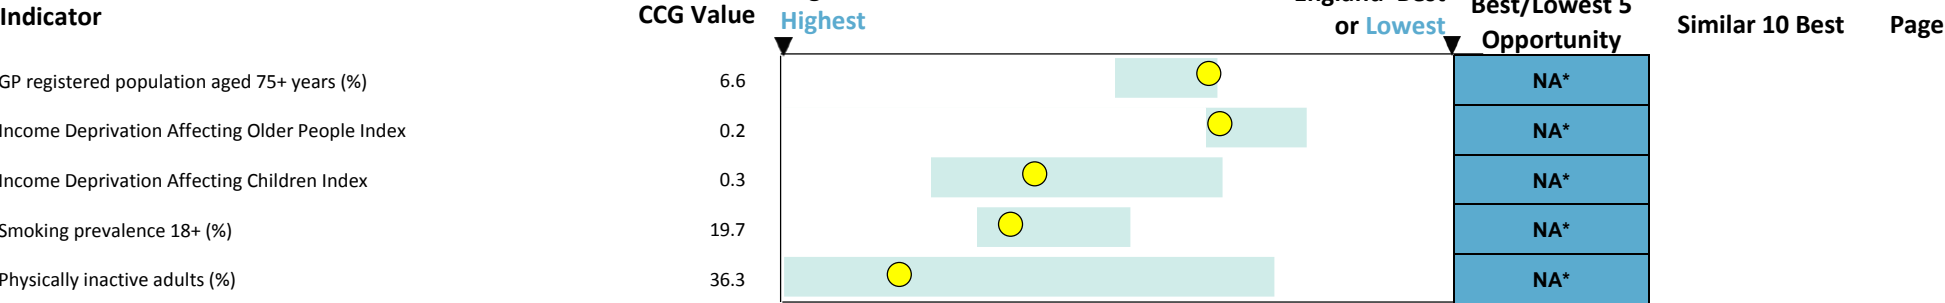 Indicator
CCG Value
Highest
England Best
or Lowest
Best/Lowest 5
Opportunity
Similar 10 Best
Page
GP registered population aged 75+ years (%)
6.6
NA*
Income Deprivation Affecting Older People Index
0.2
NA*
Income Deprivation Affecting Children Index
0.3
NA*
Smoking prevalence 18+ (%)
19.7
NA*
Physically inactive adults (%)
36.3
NA*